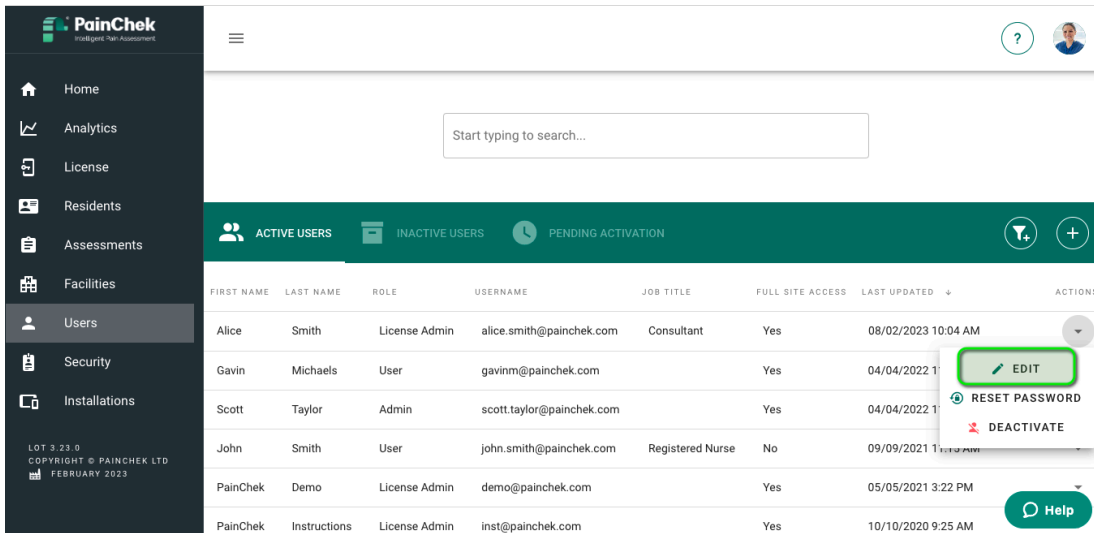 PainChek
Intelligent Pain Assessment
?
Home
Analytics
License
Residents
Assessments
Facilities
Users
Security
Installations
LOT 3.23.0
COPYRIGHT © PAINCHEK LTD
FEBRUARY 2023
Start typing to search...
ACTIVE USERS INACTIVE USERS PENDING ACTIVATION
FIRST NAME LAST NAME ROLE USERNAME JOB TITLE FULL SITE ACCESS LAST UPDATED ↓ ACTIONS
Alice Smith License Admin alice.smith@painchek.com Consultant Yes 08/02/2023 10:04 AM
Gavin Michaels User gavinm@painchek.com Yes 04/04/2022
EDIT
Scott Taylor Admin scott.taylor@painchek.com Yes 04/04/2022
RESET PASSWORD
John Smith User john.smith@painchek.com Registered Nurse No 09/09/2021 11:15 AM
DEACTIVATE
PainChek Demo License Admin demo@painchek.com Yes 05/05/2021 3:22 PM
PainChek Instructions License Admin inst@painchek.com Yes 10/10/2020 9:25 AM
Help